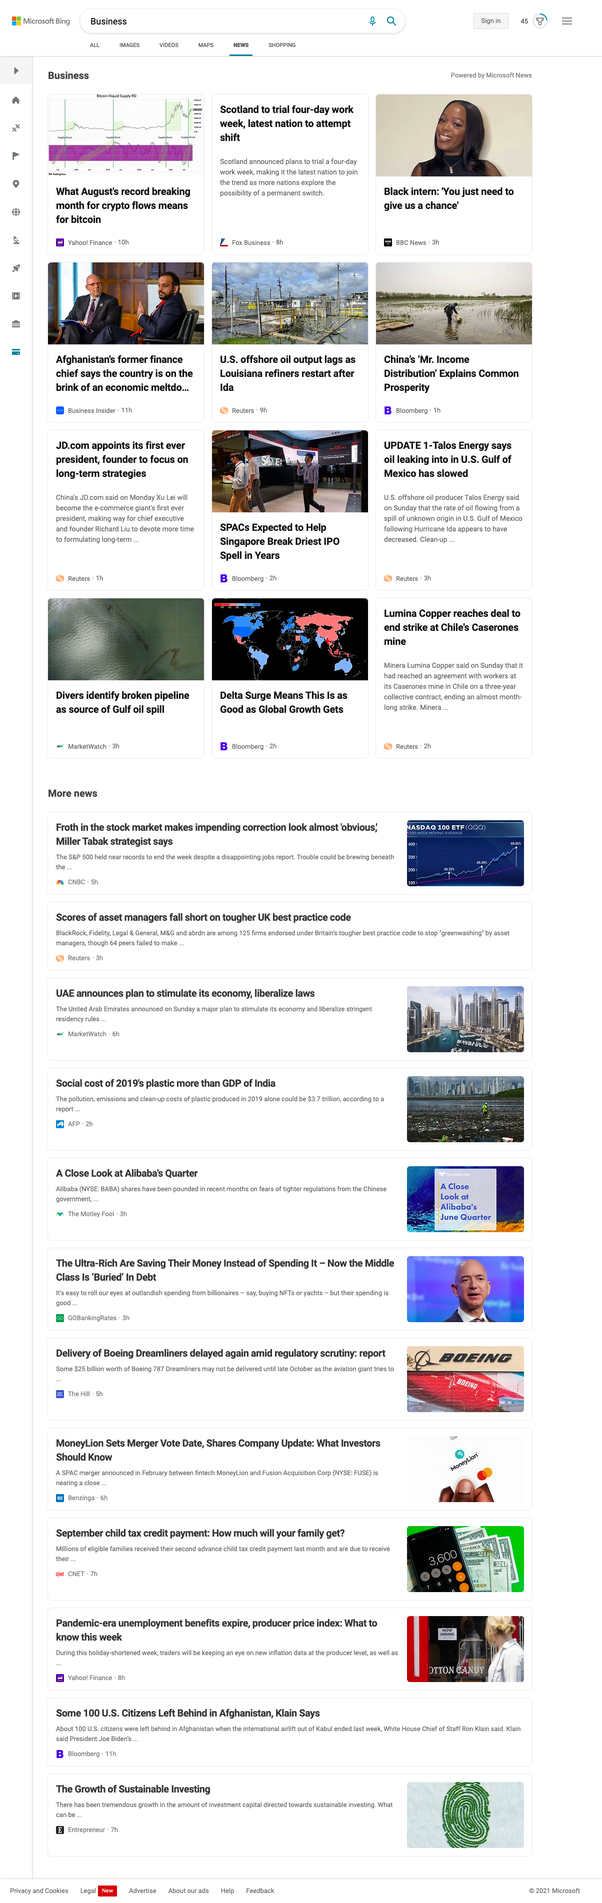 Microsoft Bing
Business
Sign in
45
ALL IMAGES VIDEOS MAPS NEWS SHOPPING
Business
Powered by Microsoft News
Bitcoin Illiquid Supply RSI
What August's record breaking
month for crypto flows means
for bitcoin
Yahoo! Finance · 10h
Scotland to trial four-day work
week, latest nation to attempt
shift
Scotland announced plans to trial a four-day
work week, making it the latest nation to join
the trend as more nations explore the
possibility of a permanent switch.
Fox Business · 8h
Black intern: 'You just need to
give us a chance'
BBC News · 3h
Afghanistan's former finance
chief says the country is on the
brink of an economic meltdo...
Business Insider · 11h
U.S. offshore oil output lags as
Louisiana refiners restart after
Ida
Reuters · 9h
China's 'Mr. Income
Distribution' Explains Common
Prosperity
Bloomberg · 1h
JD.com appoints its first ever
president, founder to focus on
long-term strategies
China's JD.com said on Monday Xu Lei will
become the e-commerce giant's first ever
president, making way for chief executive
and founder Richard Liu to devote more time
to formulating long-term ...
Reuters · 1h
SPACs Expected to Help
Singapore Break Driest IPO
Spell in Years
Bloomberg · 2h
UPDATE 1-Talos Energy says
oil leaking into in U.S. Gulf of
Mexico has slowed
U.S. offshore oil producer Talos Energy said
on Sunday that the rate of oil flowing from a
spill of unknown origin in U.S. Gulf of Mexico
following Hurricane Ida appears to have
decreased. Clean-up ...
Reuters · 3h
Divers identify broken pipeline
as source of Gulf oil spill
MarketWatch · 3h
Delta Surge Means This Is as
Good as Global Growth Gets
Bloomberg · 2h
Lumina Copper reaches deal to
end strike at Chile's Caserones
mine
Minera Lumina Copper said on Sunday that it
had reached an agreement with workers at
its Caserones mine in Chile on a three-year
collective contract, ending an almost month-
long strike. Minera ...
Reuters · 2h
More news
Froth in the stock market makes impending correction look almost 'obvious,'
Miller Tabak strategist says
The S&P 500 held near records to end the week despite a disappointing jobs report. Trouble could be brewing beneath
the ...
CNBC · 5h
NASDAQ 100 ETF (QQQ)
Scores of asset managers fall short on tougher UK best practice code
BlackRock, Fidelity, Legal & General, M&G and abrdn are among 125 firms endorsed under Britain's tougher best practice code to stop "greenwashing" by asset
managers, though 64 peers failed to make ...
Reuters · 3h
UAE announces plan to stimulate its economy, liberalize laws
The United Arab Emirates announced on Sunday a major plan to stimulate its economy and liberalize stringent
residency rules ...
MarketWatch · 6h
Social cost of 2019's plastic more than GDP of India
The pollution, emissions and clean-up costs of plastic produced in 2019 alone could be $3.7 trillion, according to a
report ...
AFP · 2h
A Close Look at Alibaba's Quarter
Alibaba (NYSE: BABA) shares have been pounded in recent months on fears of tighter regulations from the Chinese
government, ...
The Motley Fool · 3h
A Close
Look at
Alibaba's
June Quarter
The Ultra-Rich Are Saving Their Money Instead of Spending It – Now the Middle
Class Is 'Buried' In Debt
It's easy to roll our eyes at outlandish spending from billionaires – say, buying NFTs or yachts – but their spending is
good ...
GOBankingRates · 3h
Delivery of Boeing Dreamliners delayed again amid regulatory scrutiny: report
Some $25 billion worth of Boeing 787 Dreamliners may not be delivered until late October as the aviation giant tries to
...
The Hill · 5h
BOEING
BOEING
MoneyLion Sets Merger Vote Date, Shares Company Update: What Investors
Should Know
A SPAC merger announced in February between fintech MoneyLion and Fusion Acquisition Corp (NYSE: FUSE) is
nearing a close ...
Benzinga · 6h
MoneyLion
September child tax credit payment: How much will your family get?
Millions of eligible families received their second advance child tax credit payment last month and are due to receive
their ...
CNET · 7h
3,600
Pandemic-era unemployment benefits expire, producer price index: What to
know this week
During this holiday-shortened week, traders will be keeping an eye on new inflation data at the producer level, as well as
...
Yahoo! Finance · 8h
NOW
HIRING
OTTON CANDY
Some 100 U.S. Citizens Left Behind in Afghanistan, Klain Says
About 100 U.S. citizens were left behind in Afghanistan when the international airlift out of Kabul ended last week, White House Chief of Staff Ron Klain said. Klain
said President Joe Biden's ...
Bloomberg · 11h
The Growth of Sustainable Investing
There has been tremendous growth in the amount of investment capital directed towards sustainable investing. What
can be ...
Entrepreneur · 7h
Privacy and Cookies Legal New Advertise About our ads Help Feedback
© 2021 Microsoft